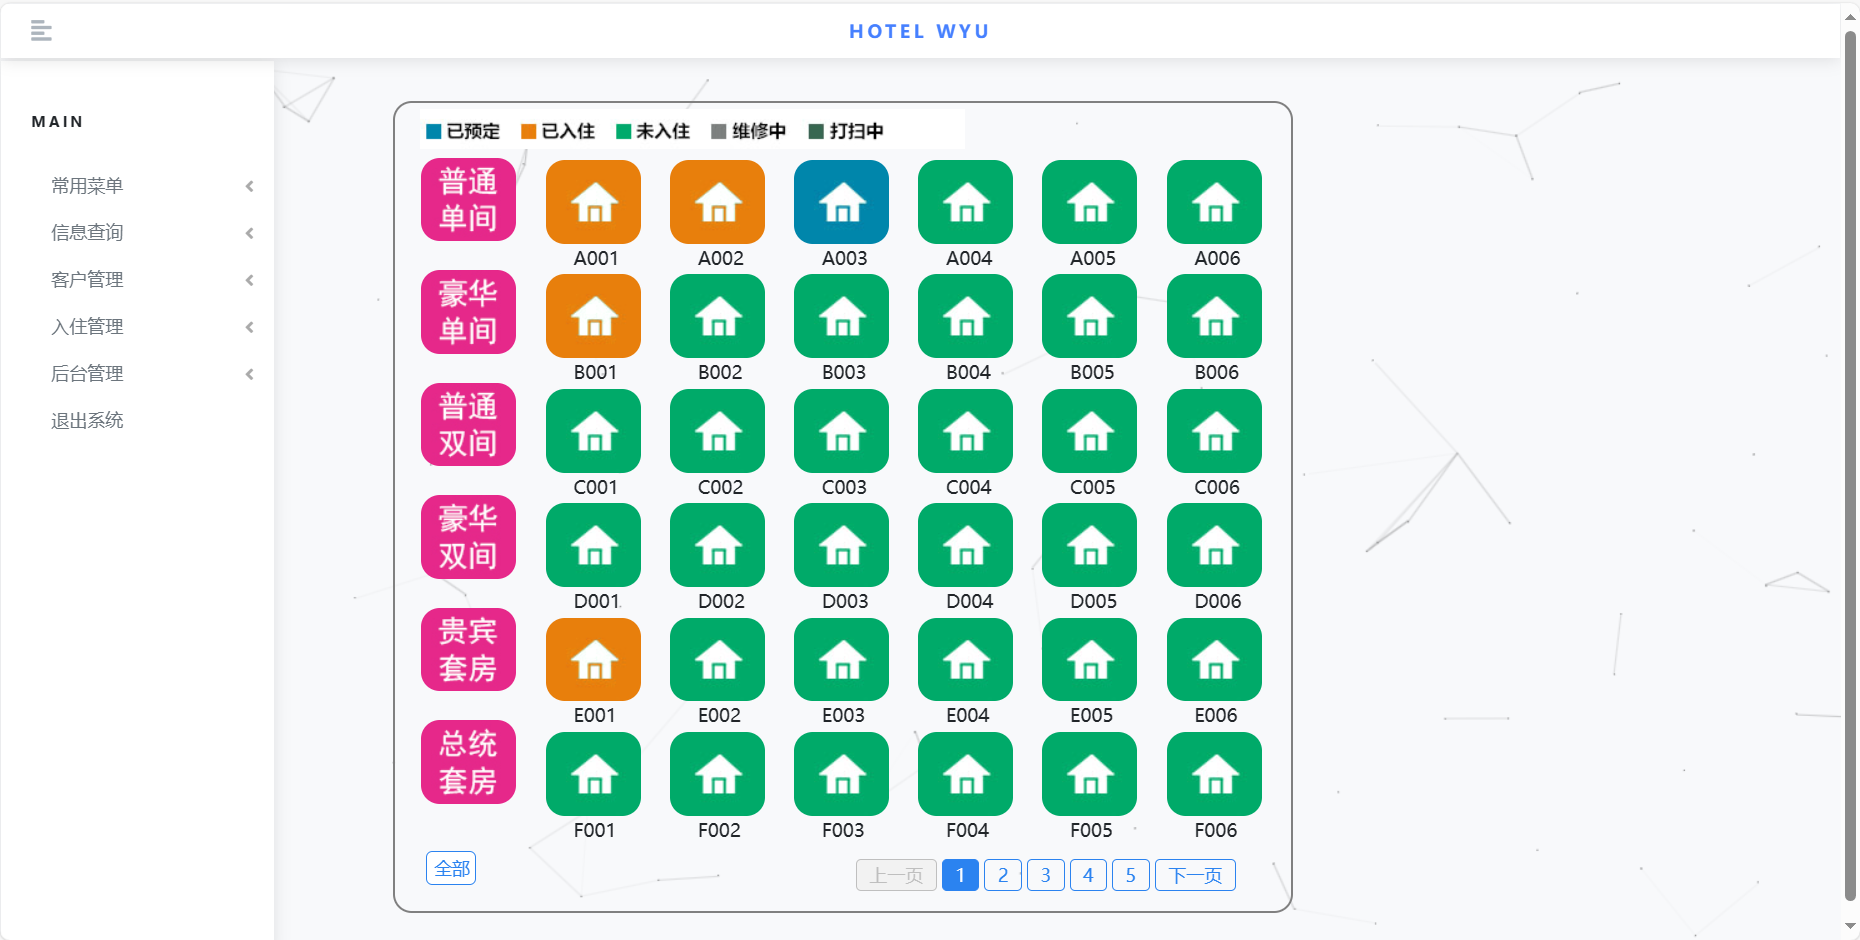 HOTEL WYU
MAIN
常用菜单
信息查询
客户管理
入住管理
后台管理
退出系统
已预定 已入住 未入住 维修中 打扫中
普通
单间
A001 A002 A003 A004 A005 A006
豪华
单间
B001 B002 B003 B004 B005 B006
普通
双间
C001 C002 C003 C004 C005 C006
豪华
双间
D001 D002 D003 D004 D005 D006
贵宾
套房
E001 E002 E003 E004 E005 E006
总统
套房
F001 F002 F003 F004 F005 F006
全部 上一页 1 2 3 4 5 下一页